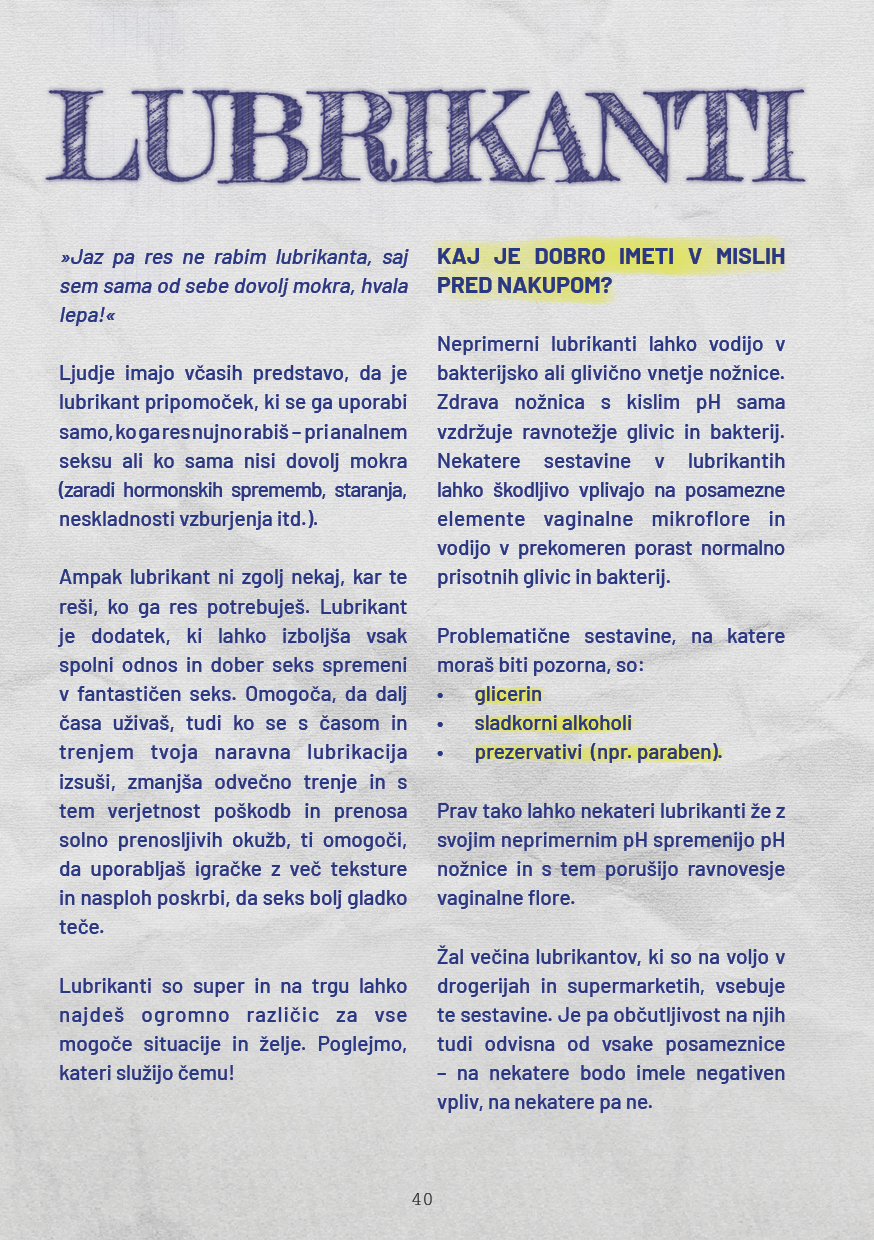 LUBRIKANTI
»Jaz pa res ne rabim lubrikanta, saj
sem sama od sebe dovolj mokra, hvala
lepa!«
Ljudje imajo včasih predstavo, da je
lubrikant pripomoček, ki se ga uporabi
samo, ko ga res nujno rabiš – pri analnem
seksu ali ko sama nisi dovolj mokra
(zaradi hormonskih sprememb, staranja,
neskladnosti vzburjenja itd.).
Ampak lubrikant ni zgolj nekaj, kar te
reši, ko ga res potrebuješ. Lubrikant
je dodatek, ki lahko izboljša vsak
spolni odnos in dober seks spremeni
v fantastičen seks. Omogoča, da dalj
časa uživaš, tudi ko se s časom in
trenjem tvoja naravna lubrikacija
izsuši, zmanjša odvečno trenje in s
tem verjetnost poškodb in prenosa
solno prenosljivih okužb, ti omogoči,
da uporabljaš igračke z več teksture
in nasploh poskrbi, da seks bolj gladko
teče.
Lubrikanti so super in na trgu lahko
najdeš ogromno različic za vse
mogoče situacije in želje. Poglejmo,
kateri služijo čemu!
KAJ JE DOBRO IMETI V MISLIH
PRED NAKUPOM?
Neprimerni lubrikanti lahko vodijo v
bakterijsko ali glivično vnetje nožnice.
Zdrava nožnica s kislim pH sama
vzdržuje ravnotežje glivic in bakterij.
Nekatere sestavine v lubrikantih
lahko škodljivo vplivajo na posamezne
elemente vaginalne mikroflore in
vodijo v prekomeren porast normalno
prisotnih glivic in bakterij.
Problematične sestavine, na katere
moraš biti pozorna, so:
• glicerin
• sladkorni alkoholi
• prezervativi (npr. paraben).
Prav tako lahko nekateri lubrikanti že z
svojim neprimernim pH spremenijo pH
nožnice in s tem porušijo ravnovesje
vaginalne flore.
Žal večina lubrikantov, ki so na voljo v
drogerijah in supermarketih, vsebuje
te sestavine. Je pa občutljivost na njih
tudi odvisna od vsake posameznice
– na nekatere bodo imele negativen
vpliv, na nekatere pa ne.
40